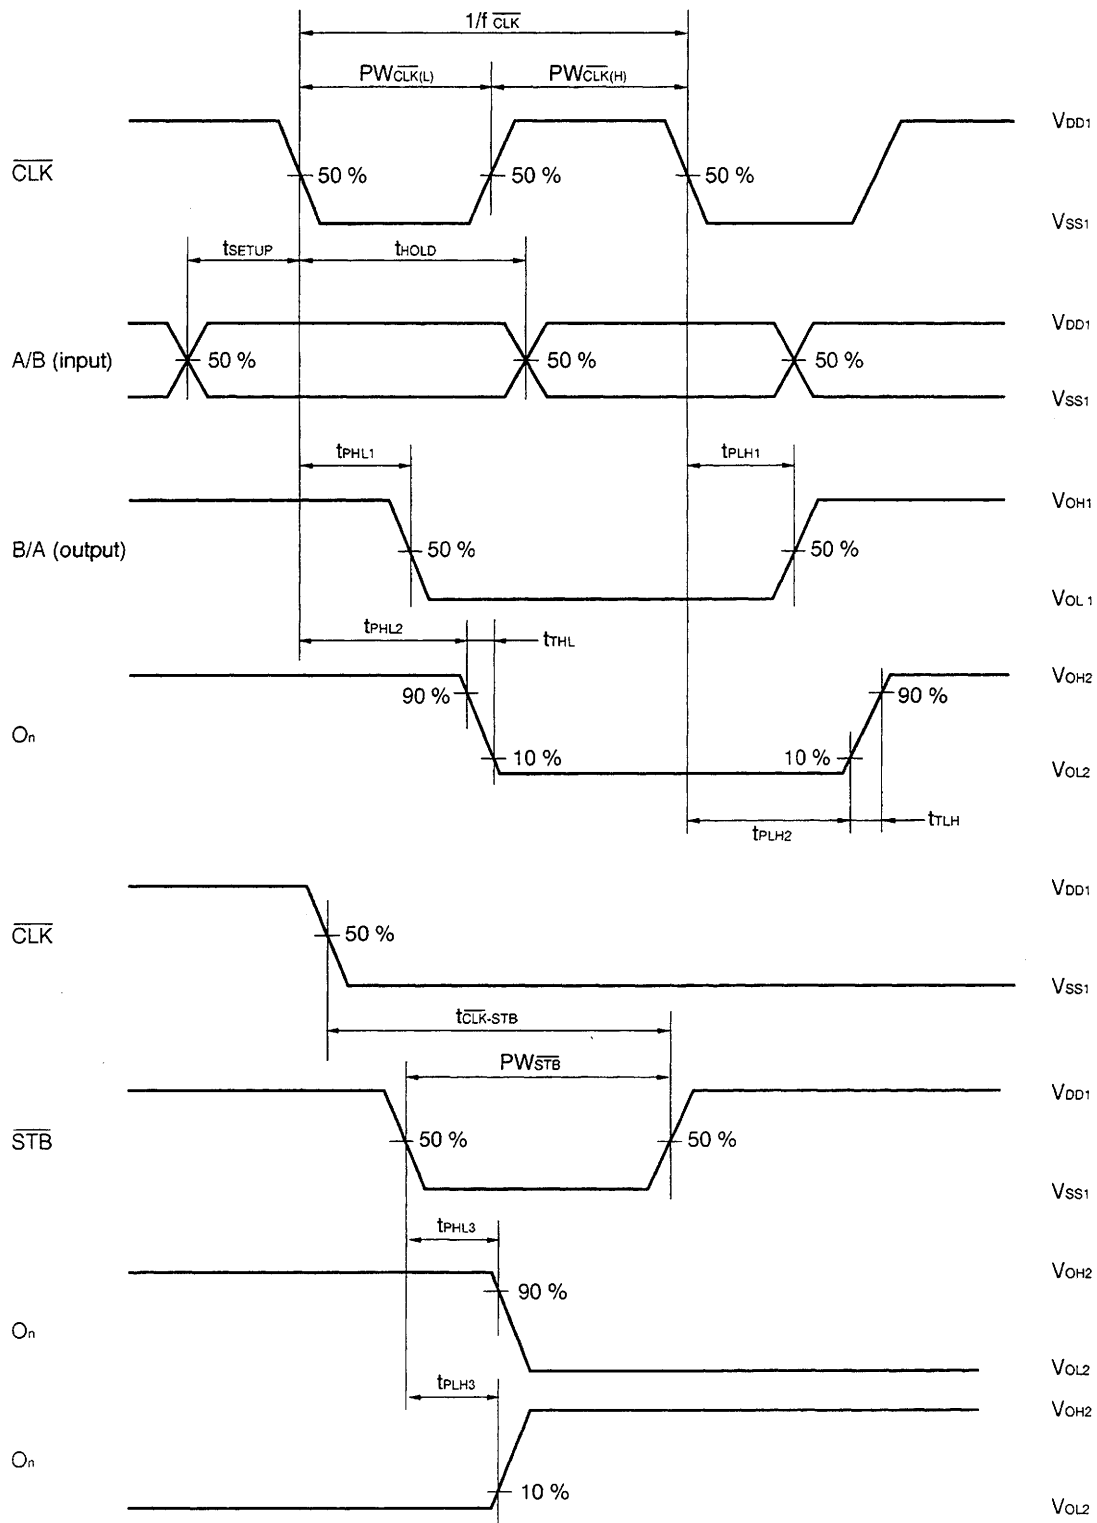 1/f CLK
PWCLK(L) PWCLK(H)
VDD1
CLK 50 % 50 % 50 %
VSS1
tSETUP tHOLD
VDD1
A/B (input) 50 % 50 % 50 %
VSS1
tPHL1 tPLH1
VOH1
B/A (output) 50 % 50 %
VOL1
tPHL2 tTHL
VOH2
90 % 90 %
On
10 % 10 %
VOL2
tPLH2 tTLH
VDD1
CLK 50 %
VSS1
tCLK-STB
PWSTB
VDD1
STB 50 % 50 %
VSS1
tPHL3
VOH2
90 %
On
VOL2
tPLH3
VOH2
On
10 %
VOL2